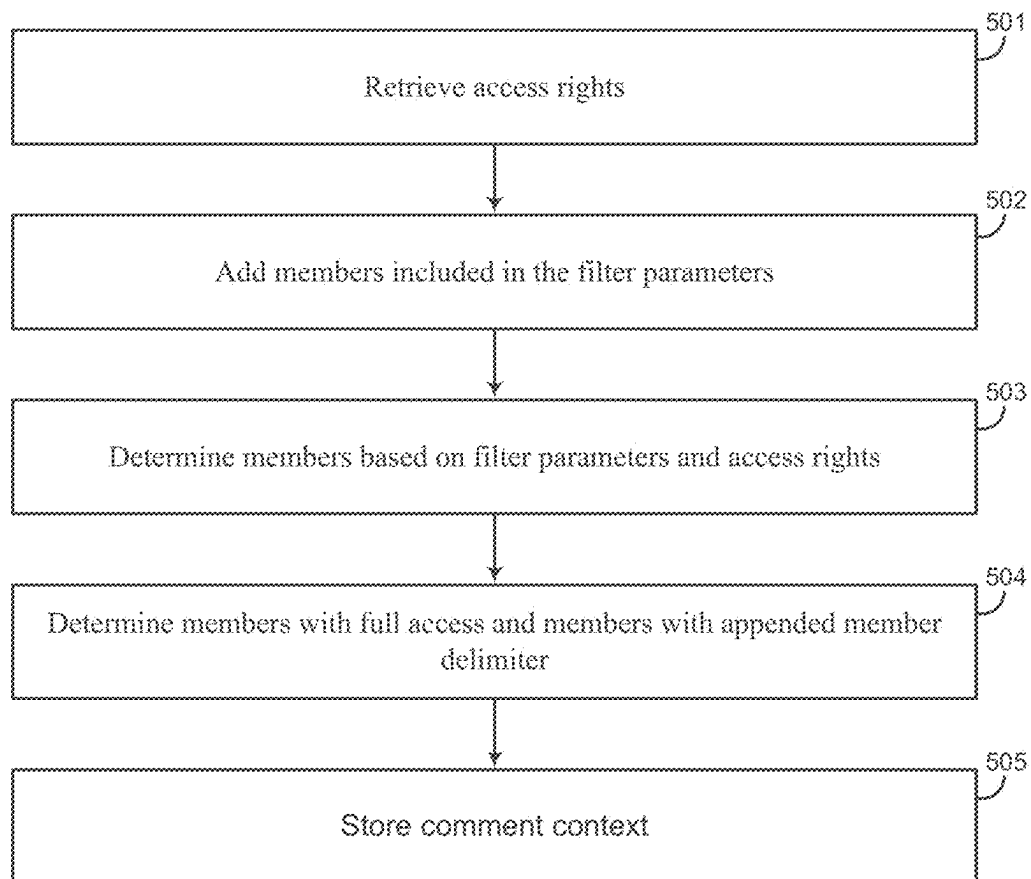 501
Retrieve access rights
502
Add members included in the filter parameters
503
Determine members based on filter parameters and access rights
504
Determine members with full access and members with appended member
delimiter
505
Store comment context